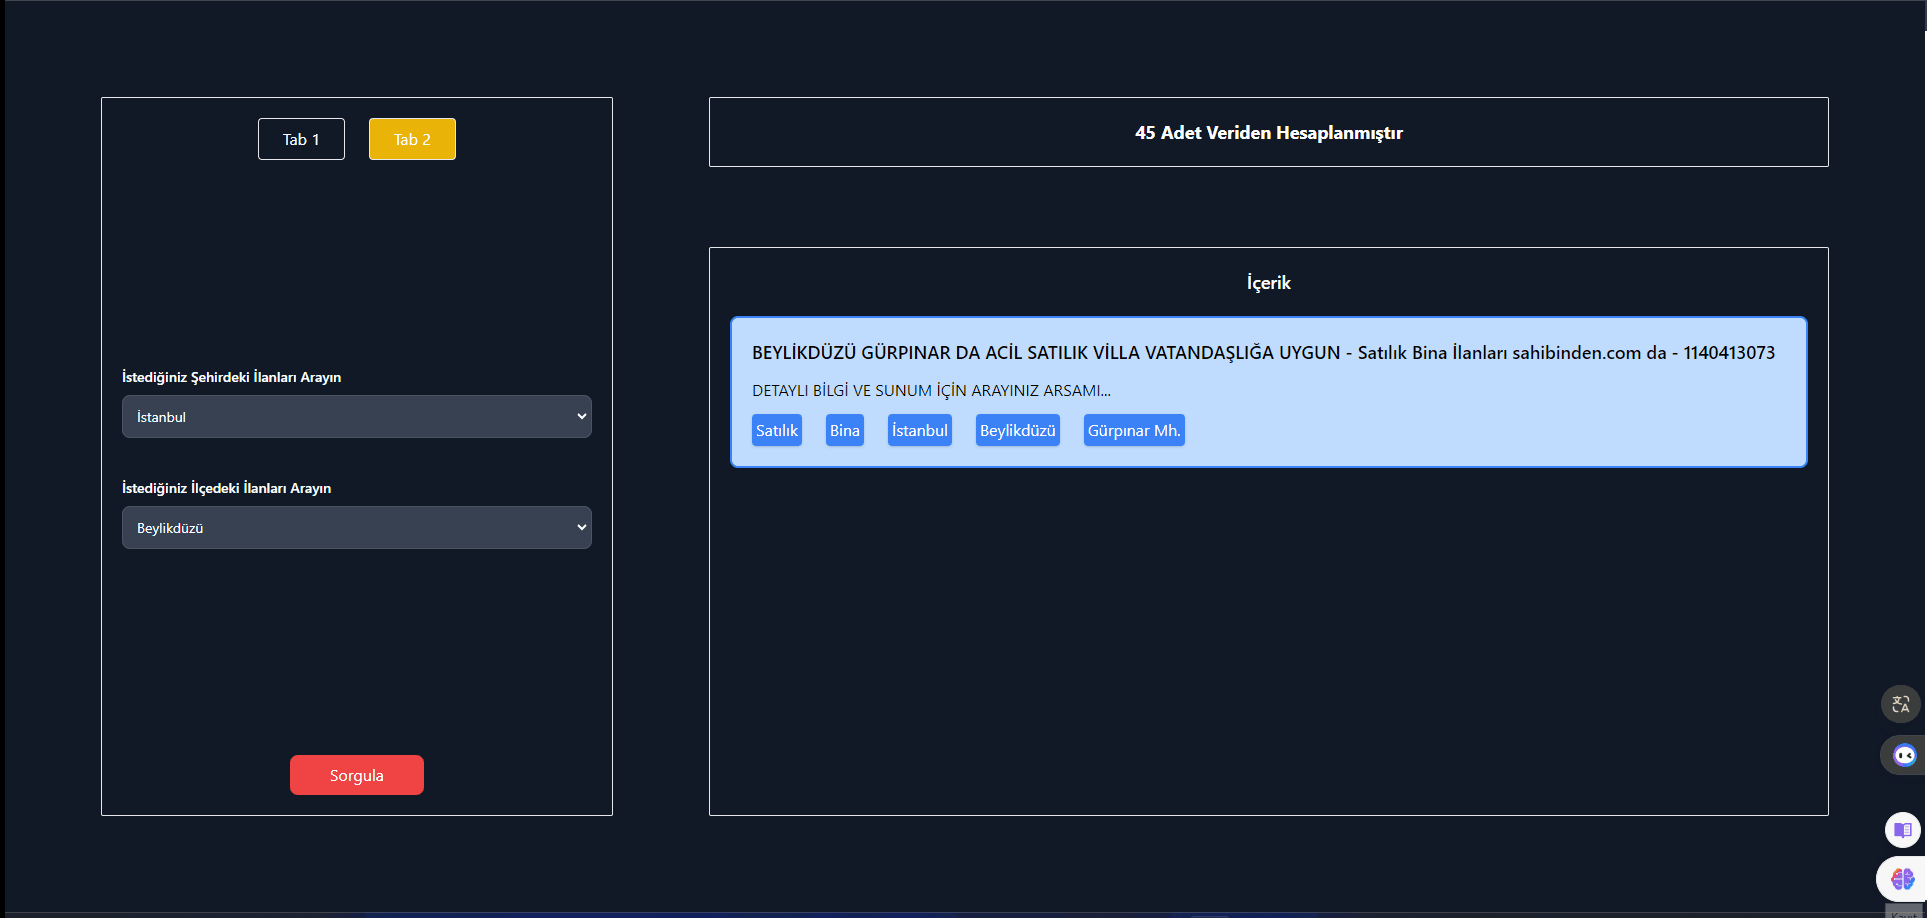 Tab 1
Tab 2
İstediğiniz Şehirdeki İlanları Arayın
İstanbul
İstediğiniz İlçedeki İlanları Arayın
Beylikdüzü
Sorgula
45 Adet Veriden Hesaplanmıştır
İçerik
BEYLİKDÜZÜ GÜRPINAR DA ACİL SATILIK VİLLA VATANDAŞLIĞA UYGUN - Satılık Bina İlanları sahibinden.com da - 1140413073
DETAYLI BİLGİ VE SUNUM İÇİN ARAYINIZ ARSAMI...
Satılık Bina İstanbul Beylikdüzü Gürpınar Mh.